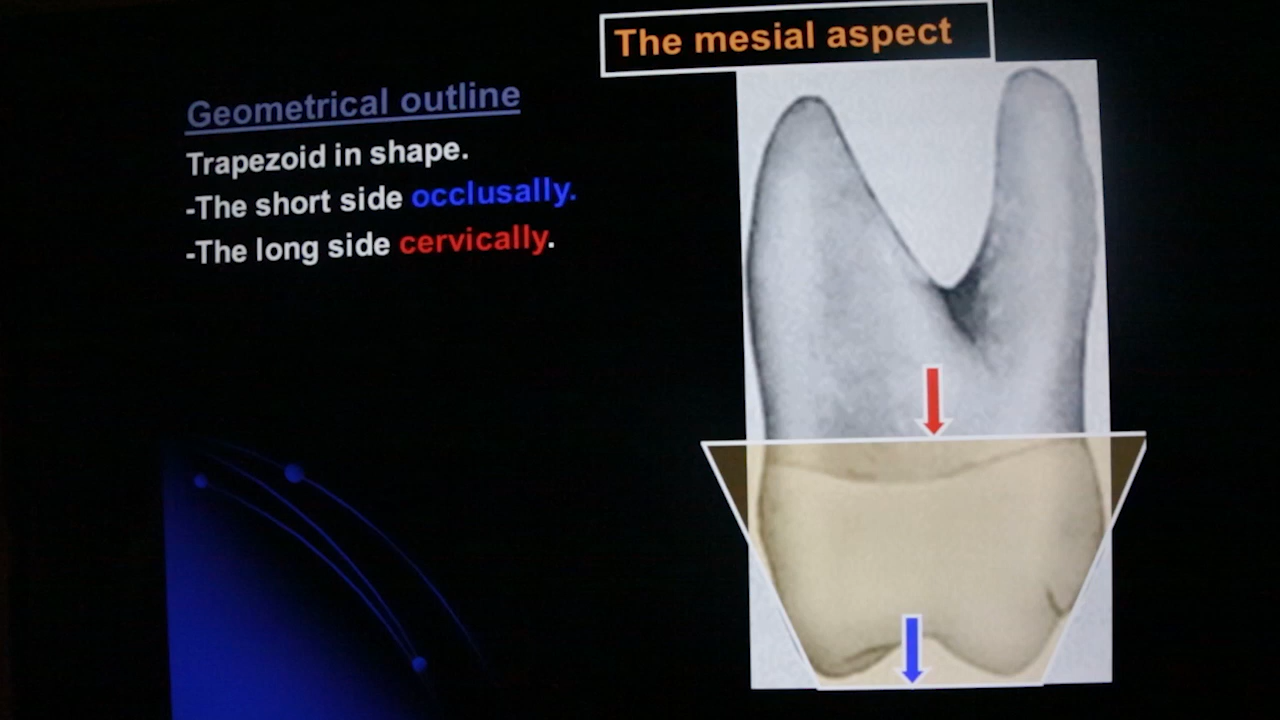 The mesial aspect
Geometrical outline
Trapezoid in shape.
-The short side occlusally.
-The long side cervically.